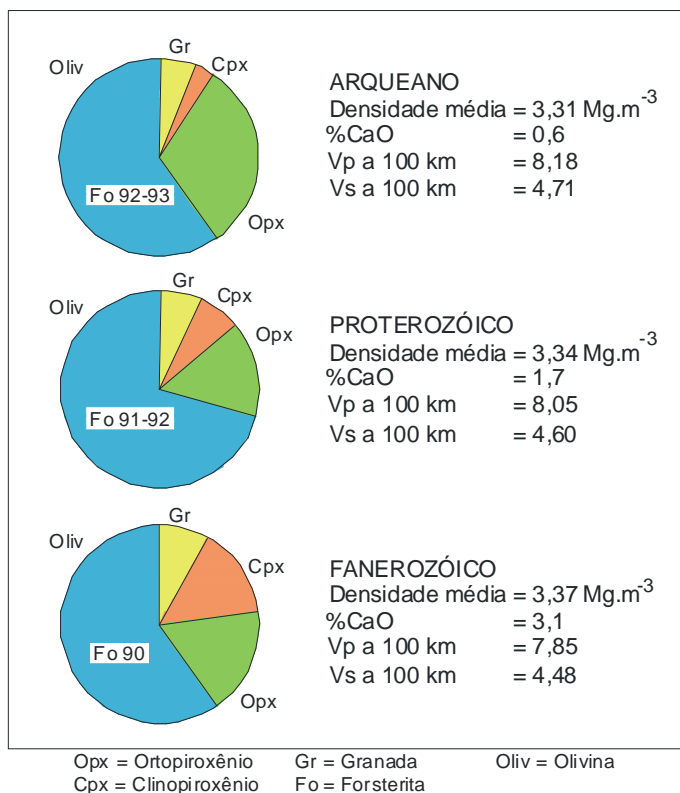 Oliv
Gr
Cpx
Fo 92-93
Opx
ARQUEANO
Densidade média = 3,31 Mg.m-3
%CaO = 0,6
Vp a 100 km = 8,18
Vs a 100 km = 4,71
Oliv
Gr
Cpx
Opx
Fo 91-92
PROTEROZÓICO
Densidade média = 3,34 Mg.m-3
%CaO = 1,7
Vp a 100 km = 8,05
Vs a 100 km = 4,60
Oliv
Gr
Cpx
Fo 90
Opx
FANEROZÓICO
Densidade média = 3,37 Mg.m-3
%CaO = 3,1
Vp a 100 km = 7,85
Vs a 100 km = 4,48
Opx = Ortopiroxênio Gr = Granada Oliv = Olivina
Cpx = Clinopiroxênio Fo = Forsterita